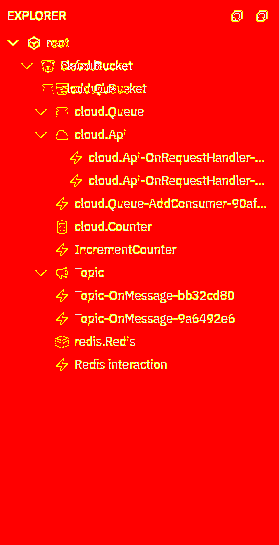 EXPLORER
root
cloud.Bucket
cloud.Queue
cloud.Api
cloud.Api-OnRequestHandler-...
cloud.Api-OnRequestHandler-...
cloud.Queue-AddConsumer-90af...
cloud.Counter
IncrementCounter
Topic
Topic-OnMessage-bb32cd80
Topic-OnMessage-9a6492e6
redis.Redis
Redis interaction